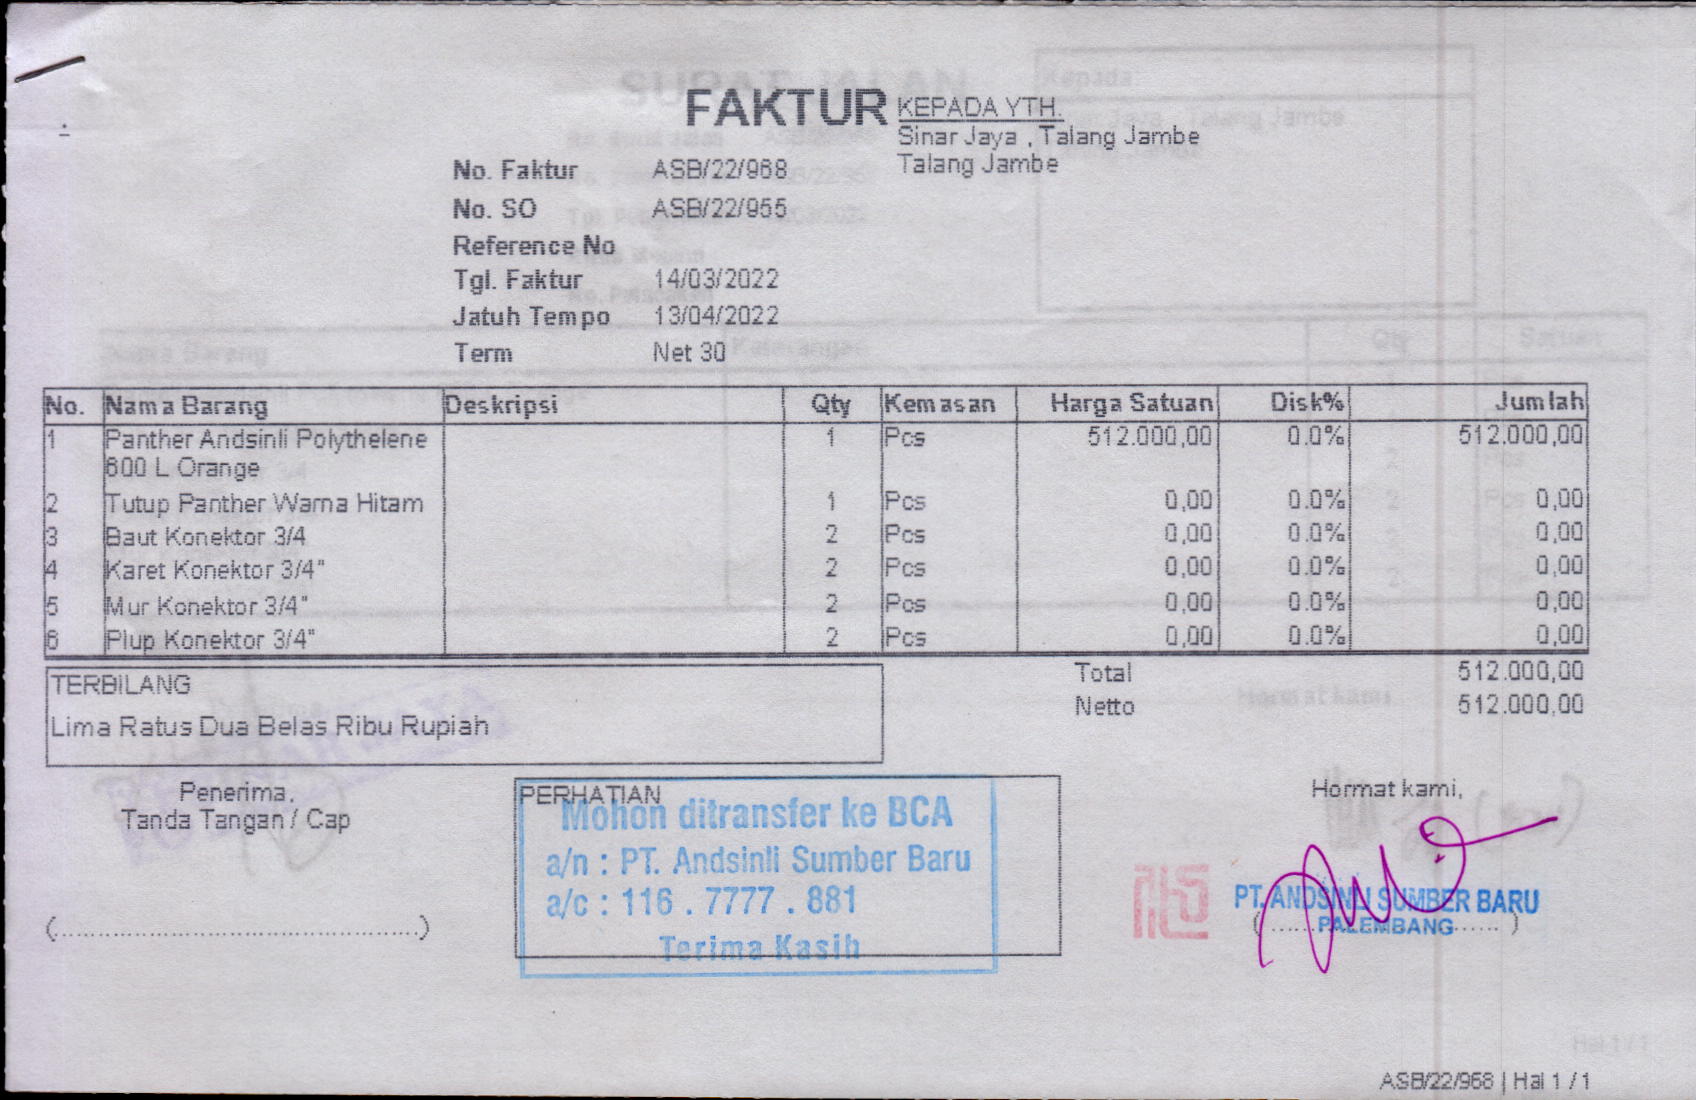 FAKTUR
KEPADA YTH.
Sinar Jaya , Talang Jambe
Talang Jambe
No. Faktur ASB/22/968
No. SO ASB/22/955
Reference No
Tgl. Faktur 14/03/2022
Jatuh Tempo 13/04/2022
Term Net 30
No. Nama Barang Deskripsi Qty Kemasan Harga Satuan Disk% Jumlah
1 Panther Andsinli Polythelene 1 Pcs 512.000,00 0.0% 512.000,00
600 L Orange
2 Tutup Panther Warna Hitam 1 Pcs 0,00 0.0% 0,00
3 Baut Konektor 3/4 2 Pcs 0,00 0.0% 0,00
4 Karet Konektor 3/4" 2 Pcs 0,00 0.0% 0,00
5 Mur Konektor 3/4" 2 Pcs 0,00 0.0% 0,00
6 Plup Konektor 3/4" 2 Pcs 0,00 0.0% 0,00
Total 512.000,00
Netto 512.000,00
TERBILANG
Lima Ratus Dua Belas Ribu Rupiah
Penerima,
Tanda Tangan / Cap
(..........................................)
PERHATIAN
Mohon ditransfer ke BCA
a/n : PT. Andsinli Sumber Baru
a/c : 116 . 7777 . 881
Terima Kasih
Hormat kami,
PT. ANDSINLI SUMBER BARU
PALEMBANG
ASB/22/968 | Hal 1 / 1